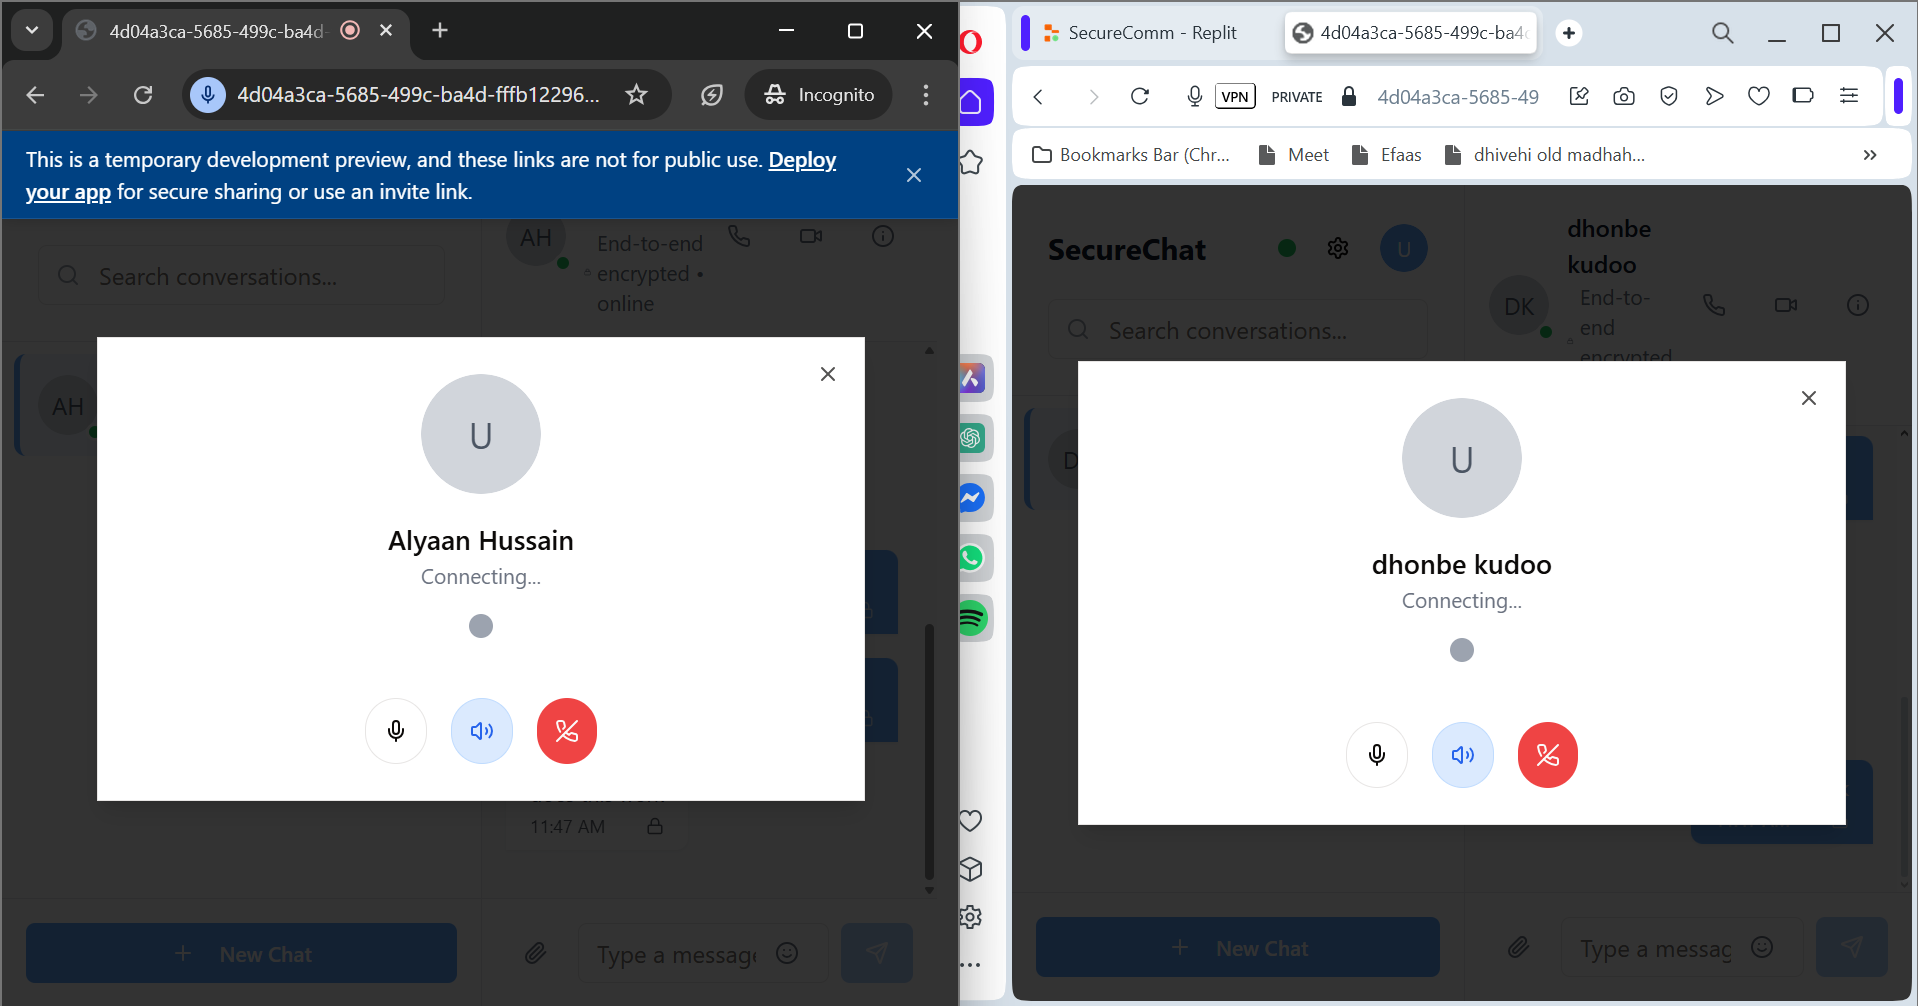 4d04a3ca-5685-499c-ba4d-
4d04a3ca-5685-499c-ba4d-fffb12296...
Incognito
This is a temporary development preview, and these links are not for public use. Deploy
your app for secure sharing or use an invite link.
Search conversations...
AH
End-to-end
encrypted •
online
AH
U
Alyaan Hussain
Connecting...
11:47 AM
New Chat
Type a message
SecureComm - Replit
4d04a3ca-5685-499c-ba4d
VPN
PRIVATE
4d04a3ca-5685-49
Bookmarks Bar (Chr...
Meet
Efaas
dhivehi old madhah...
SecureChat
U
Search conversations...
dhonbe
kudoo
DK
End-to-
end
encrypted
D
U
dhonbe kudoo
Connecting...
New Chat
Type a messag